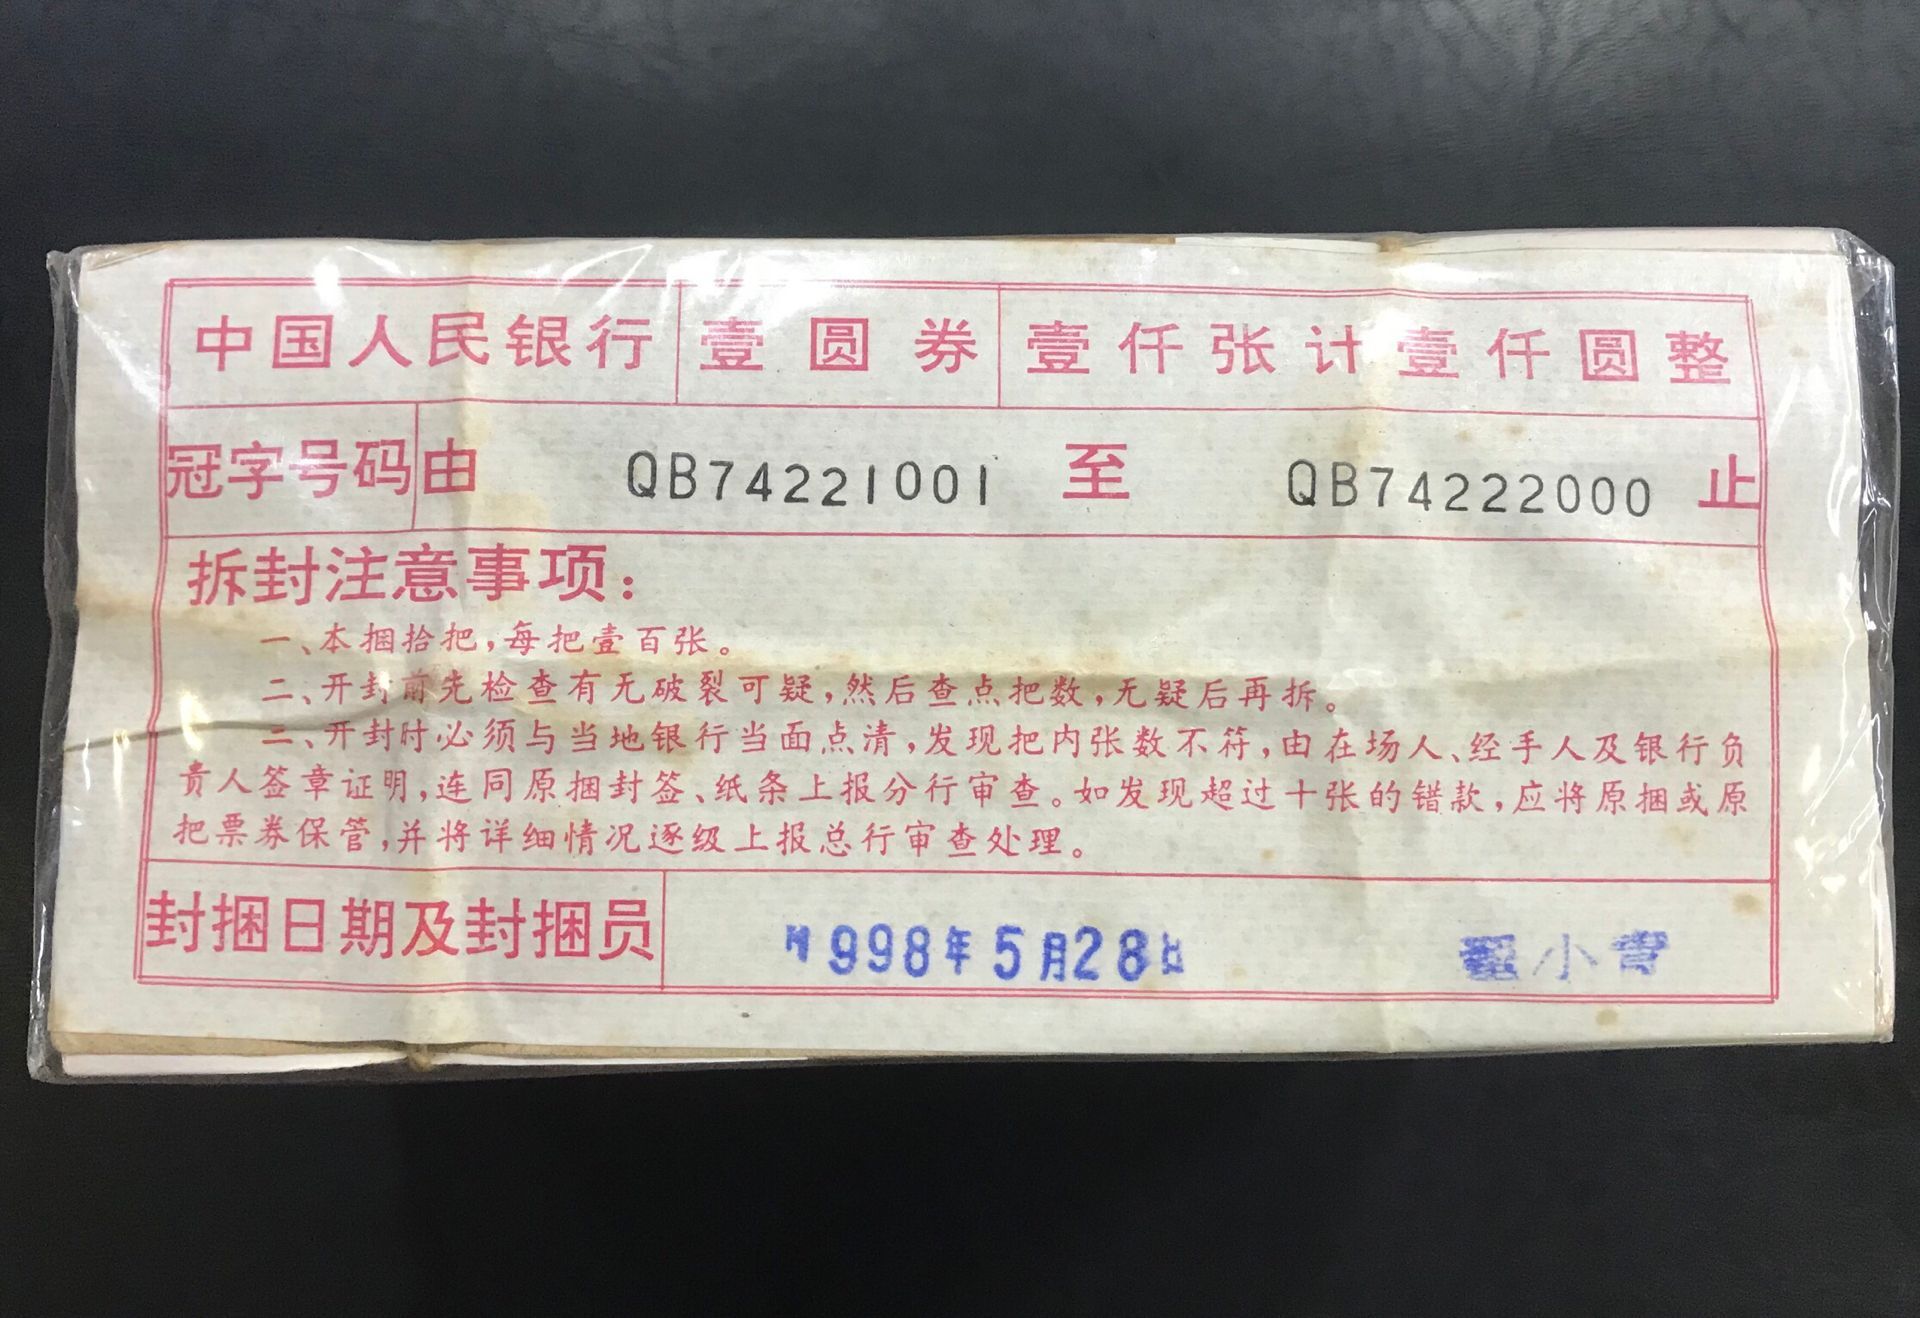 中国人民银行 壹圆券 壹仟张计壹仟圆整
冠字号码 由 QB74221001 至 QB74222000 止
拆封注意事项：
一、本捆拾把，每把壹百张。
二、开封前先检查有无破裂可疑，然后查点把数，无疑后再拆。
三、开封时必须与当地银行当面点清，发现把内张数不符，由在场人、经手人及银行负
责人签章证明，连同原捆封签、纸条上报分行审查。如发现超过十张的错款，应将原捆或原
把票券保管，并将详细情况逐级上报总行审查处理。
封捆日期及封捆员 1998年5月28日 小青